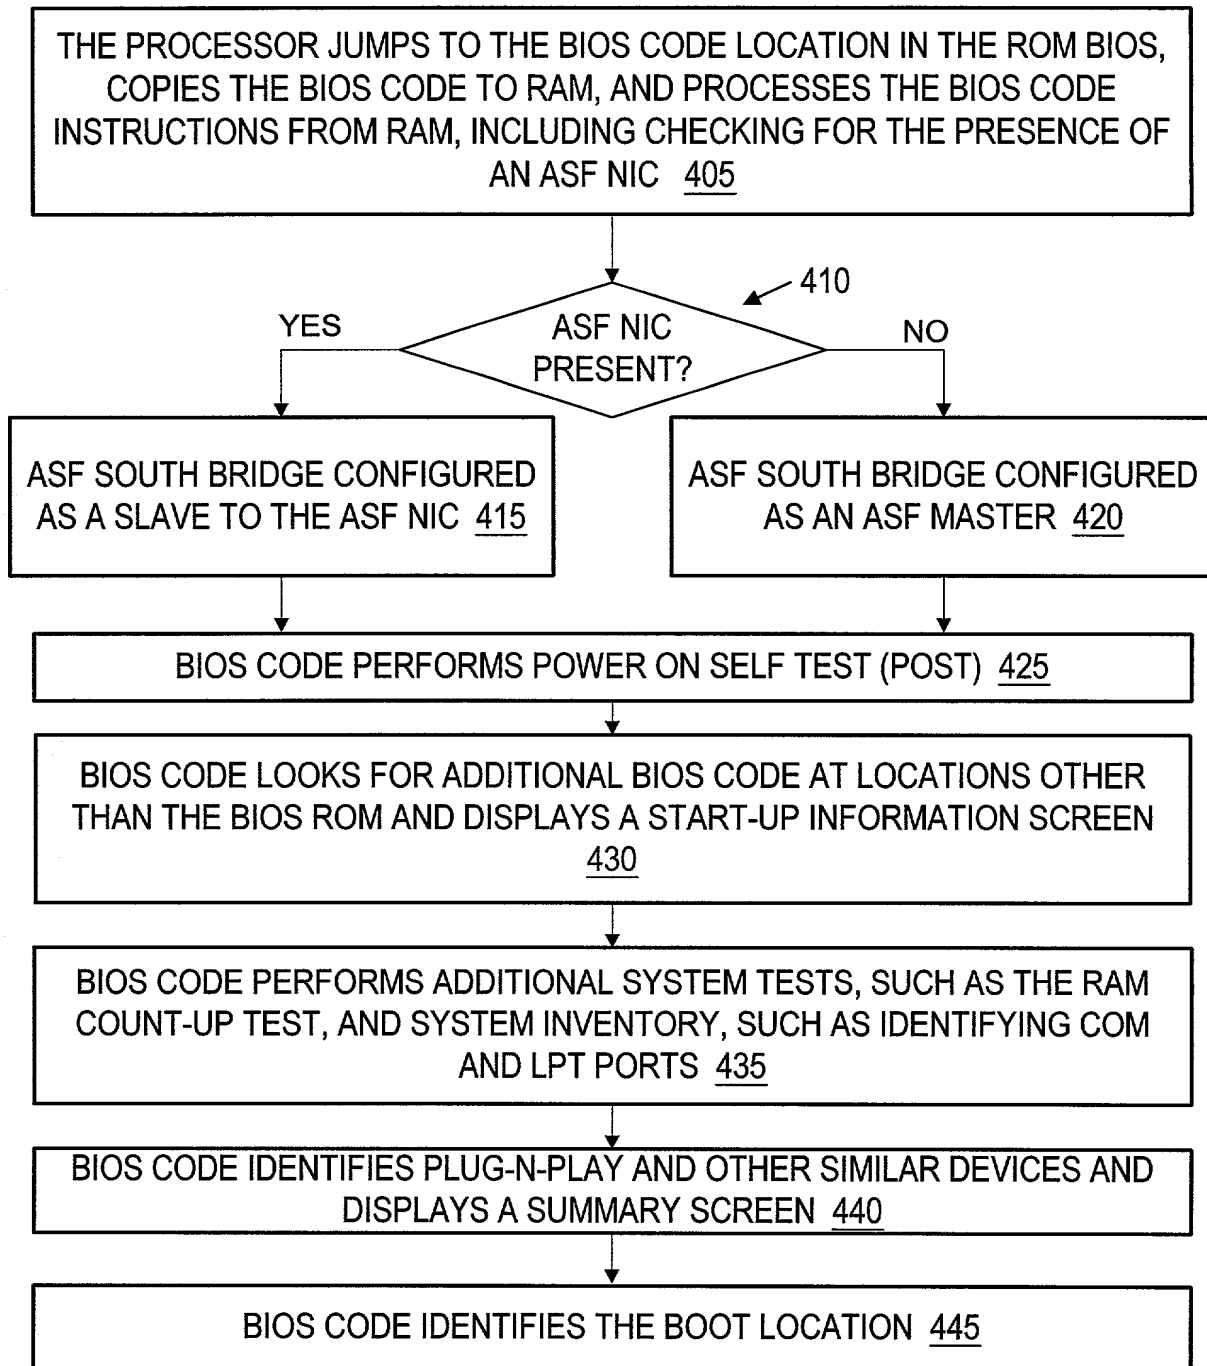 THE PROCESSOR JUMPS TO THE BIOS CODE LOCATION IN THE ROM BIOS,
COPIES THE BIOS CODE TO RAM, AND PROCESSES THE BIOS CODE
INSTRUCTIONS FROM RAM, INCLUDING CHECKING FOR THE PRESENCE OF
AN ASF NIC 405
410
YES
ASF NIC
PRESENT?
NO
ASF SOUTH BRIDGE CONFIGURED
AS A SLAVE TO THE ASF NIC 415
ASF SOUTH BRIDGE CONFIGURED
AS AN ASF MASTER 420
BIOS CODE PERFORMS POWER ON SELF TEST (POST) 425
BIOS CODE LOOKS FOR ADDITIONAL BIOS CODE AT LOCATIONS OTHER
THAN THE BIOS ROM AND DISPLAYS A START-UP INFORMATION SCREEN
430
BIOS CODE PERFORMS ADDITIONAL SYSTEM TESTS, SUCH AS THE RAM
COUNT-UP TEST, AND SYSTEM INVENTORY, SUCH AS IDENTIFYING COM
AND LPT PORTS 435
BIOS CODE IDENTIFIES PLUG-N-PLAY AND OTHER SIMILAR DEVICES AND
DISPLAYS A SUMMARY SCREEN 440
BIOS CODE IDENTIFIES THE BOOT LOCATION 445